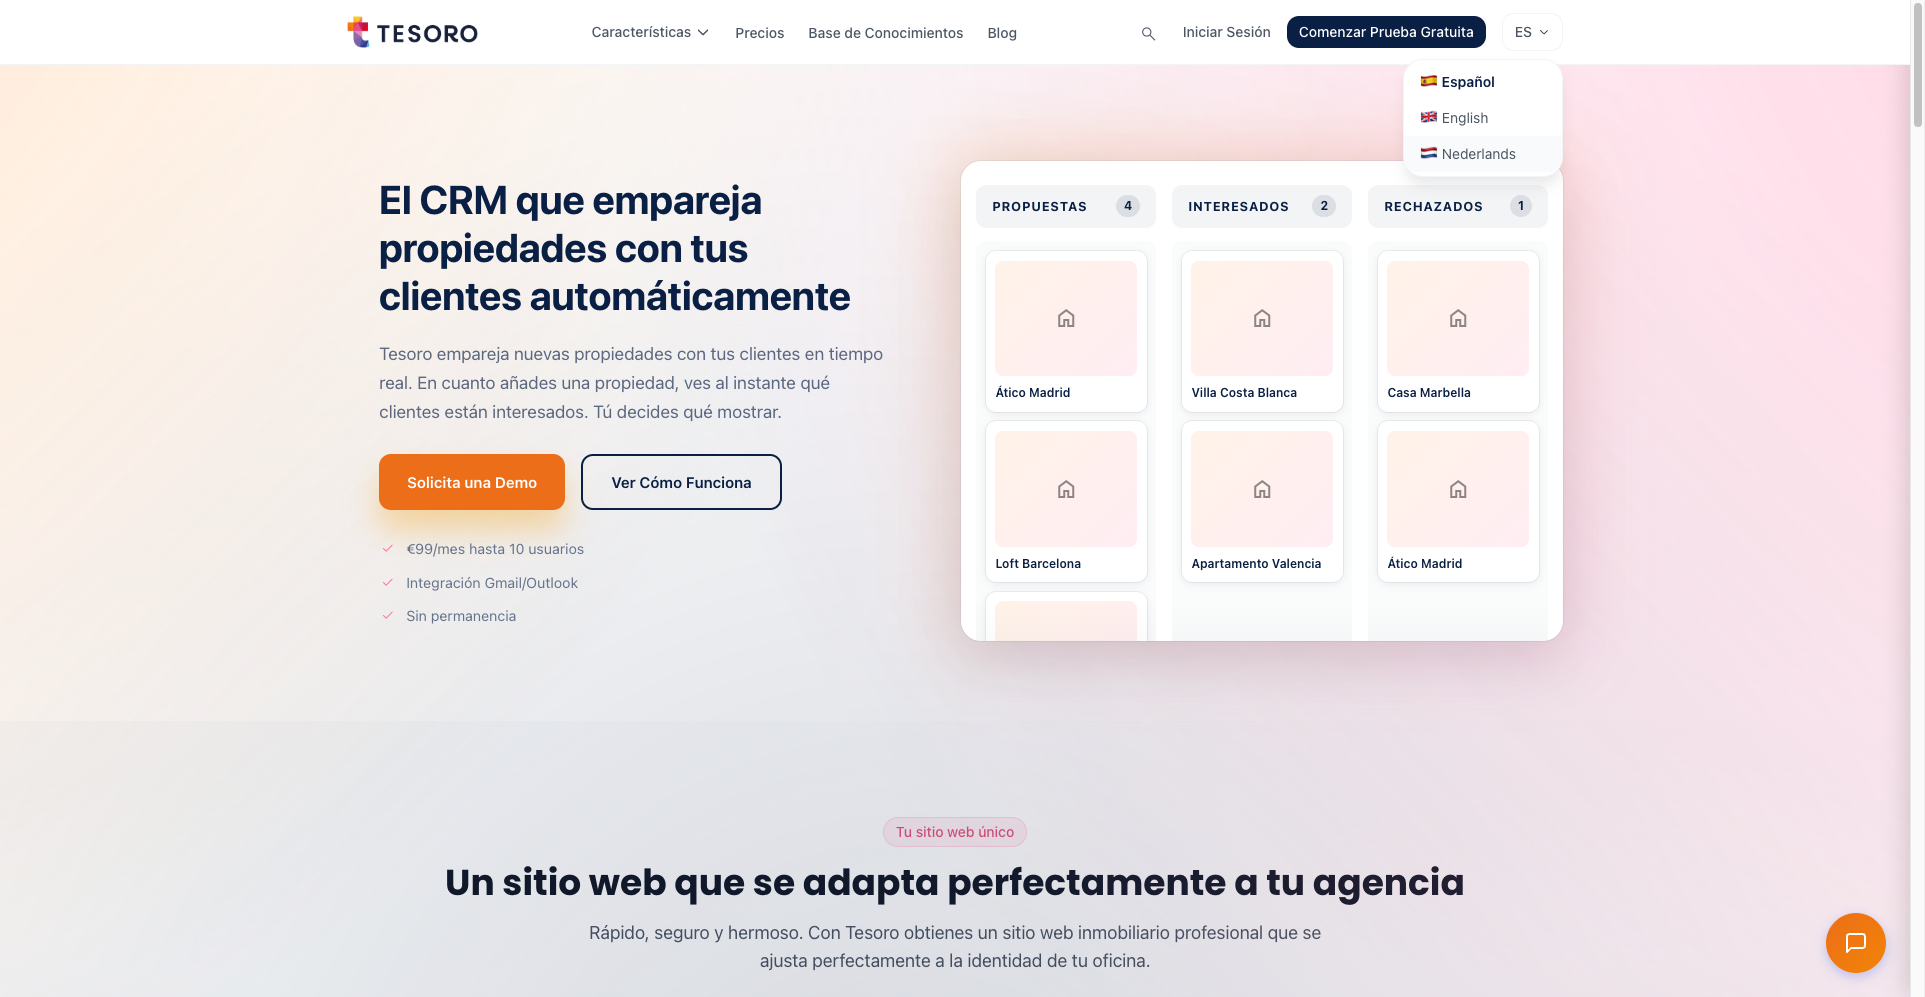 TESORO
Características
Precios
Base de Conocimientos
Blog
Iniciar Sesión
Comenzar Prueba Gratuita
ES
Español
English
Nederlands
El CRM que empareja
propiedades con tus
clientes automáticamente
Tesoro empareja nuevas propiedades con tus clientes en tiempo
real. En cuanto añades una propiedad, ves al instante qué
clientes están interesados. Tú decides qué mostrar.
Solicita una Demo
Ver Cómo Funciona
€99/mes hasta 10 usuarios
Integración Gmail/Outlook
Sin permanencia
PROPUESTAS 4
Ático Madrid
Loft Barcelona
INTERESADOS 2
Villa Costa Blanca
Apartamento Valencia
RECHAZADOS 1
Casa Marbella
Ático Madrid
Tu sitio web único
Un sitio web que se adapta perfectamente a tu agencia
Rápido, seguro y hermoso. Con Tesoro obtienes un sitio web inmobiliario profesional que se
ajusta perfectamente a la identidad de tu oficina.